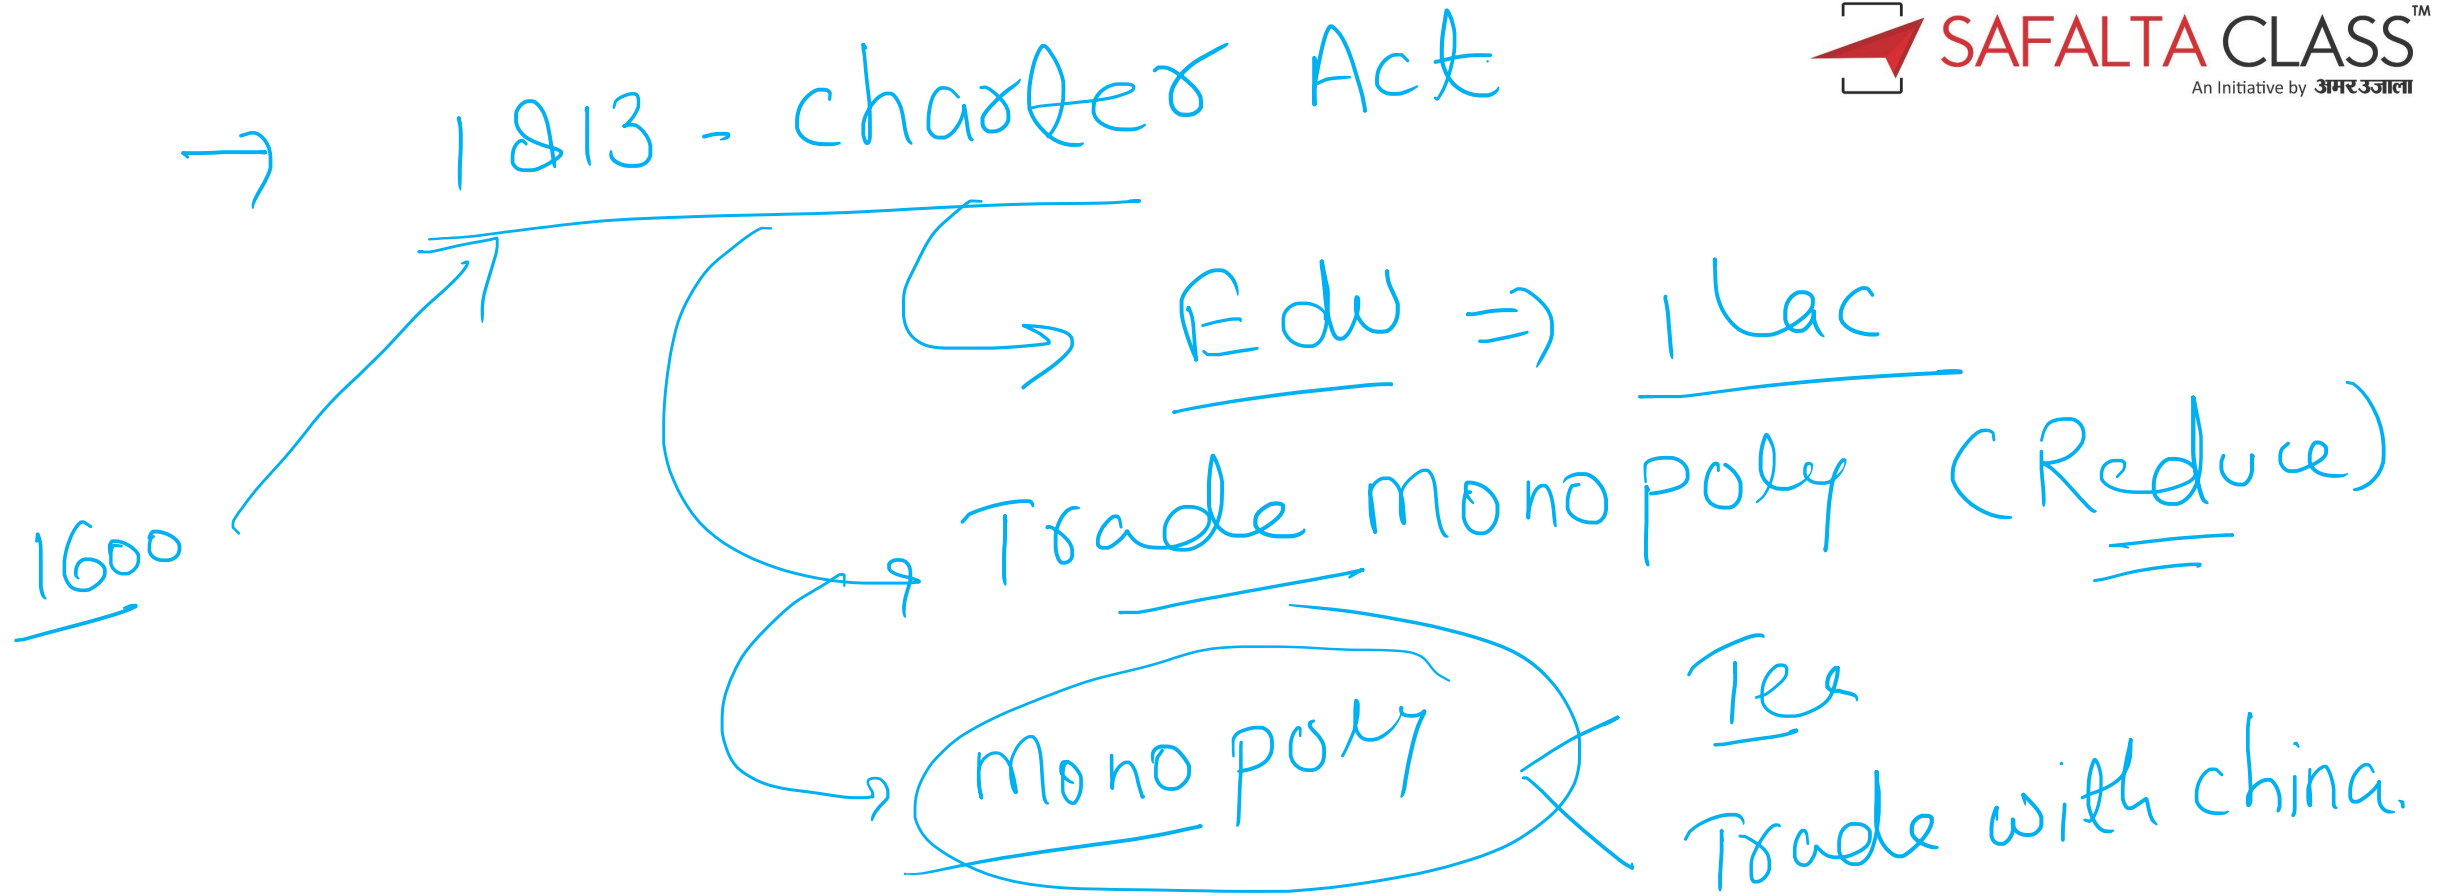 SAFALTA CLASS™
An Initiative by अमर उजाला
→ 1813 - Charter Act
Edu ⇒ 1 lac
Trade monopoly (Reduce)
1600
Monopoly
Tea
Trade with China.